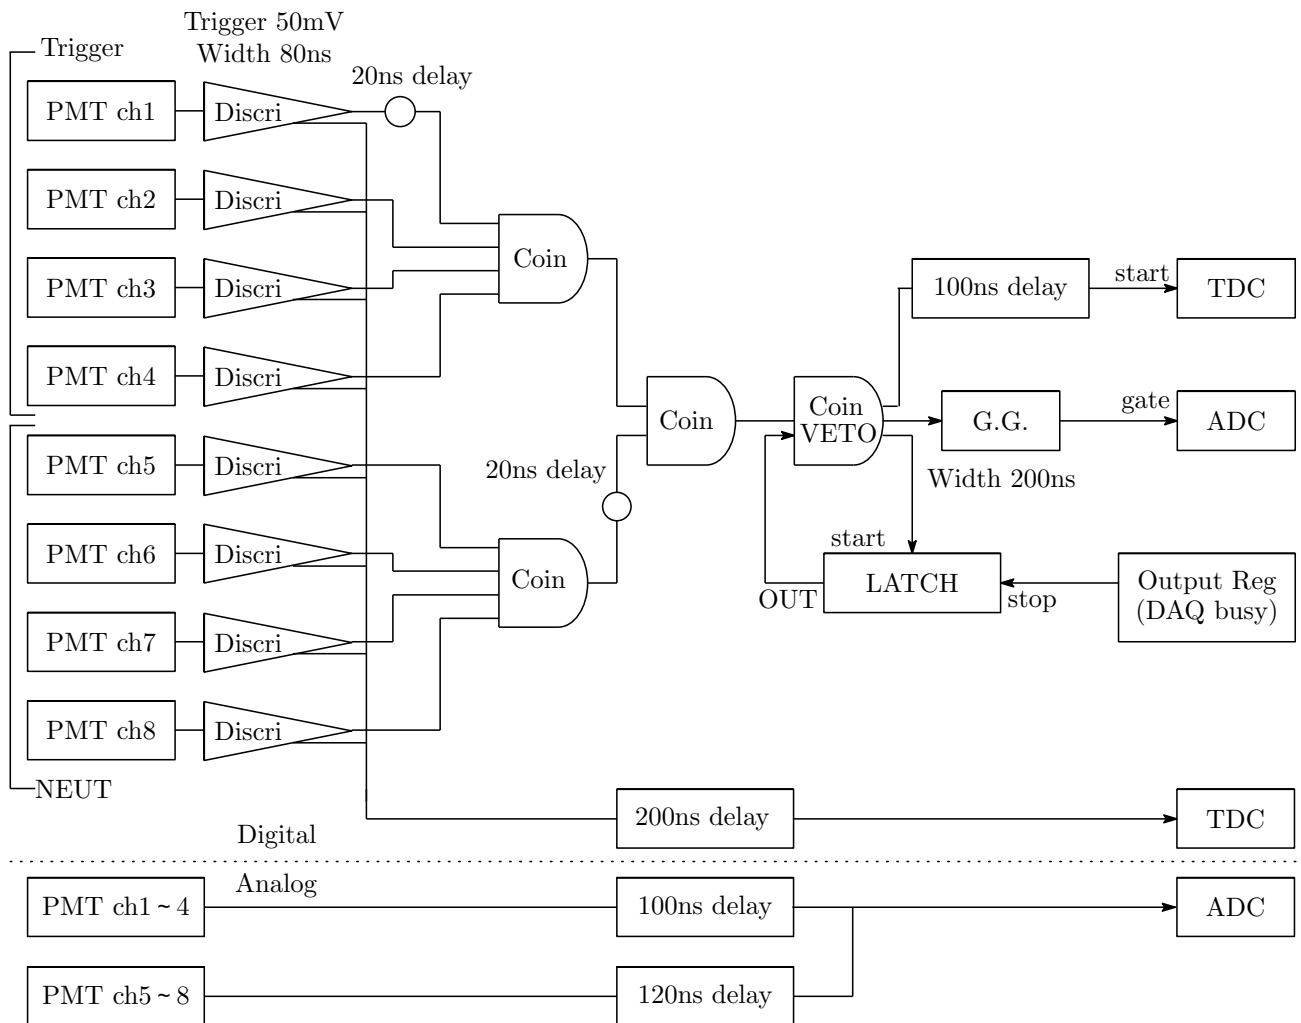 Trigger 50mV
Width 80ns
Trigger
20ns delay
PMT ch1
Discri
PMT ch2
Discri
Coin
PMT ch3
Discri
100ns delay
start
TDC
PMT ch4
Discri
Coin
Coin
VETO
G.G.
gate
ADC
PMT ch5
Discri
20ns delay
Width 200ns
PMT ch6
Discri
Coin
start
LATCH
OUT
stop
Output Reg
(DAQ busy)
PMT ch7
Discri
PMT ch8
Discri
NEUT
200ns delay
TDC
Digital
Analog
PMT ch1 ~ 4
100ns delay
ADC
PMT ch5 ~ 8
120ns delay